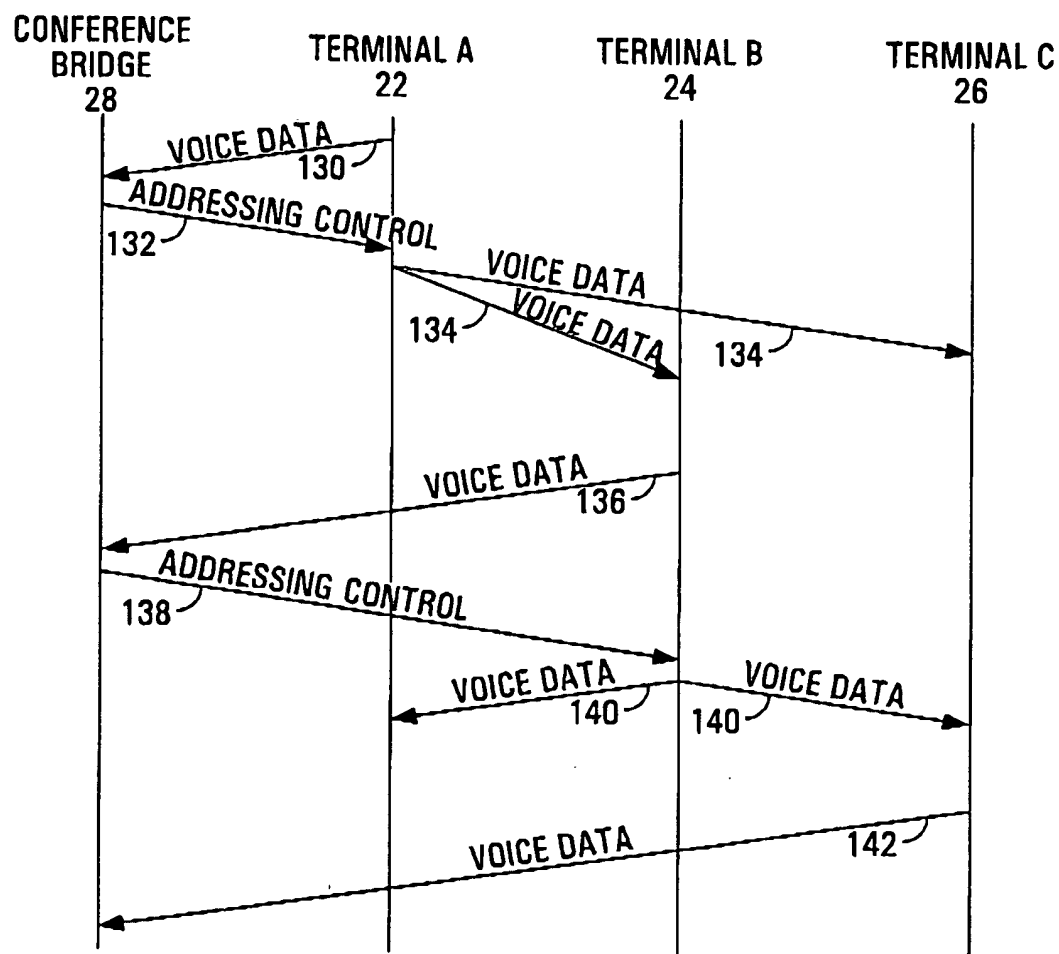 CONFERENCE
BRIDGE
28
TERMINAL A
22
TERMINAL B
24
TERMINAL C
26
VOICE DATA
130
ADDRESSING CONTROL
132
VOICE DATA
VOICE DATA
134
134
VOICE DATA
136
ADDRESSING CONTROL
138
VOICE DATA
140
VOICE DATA
140
VOICE DATA
142